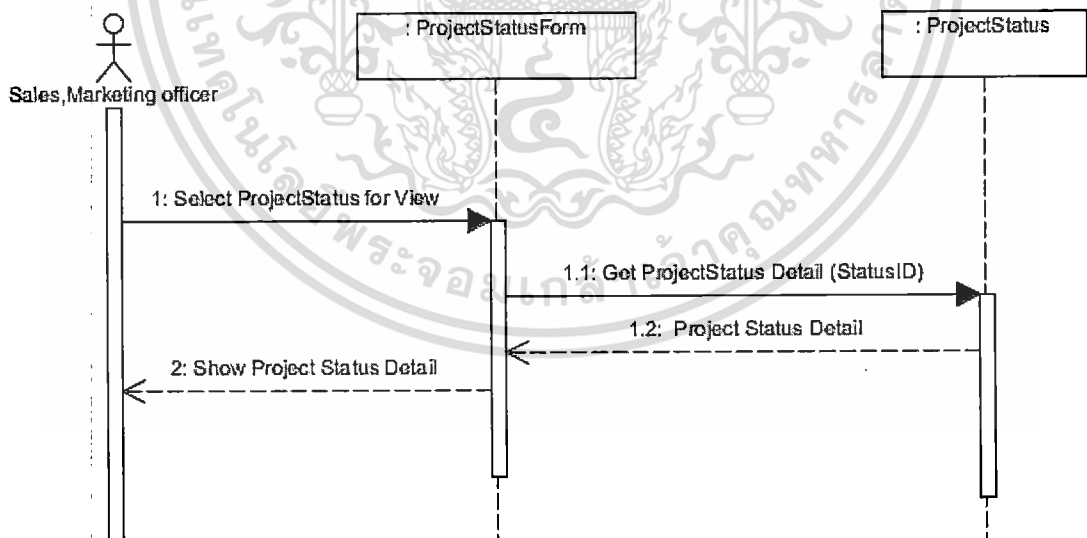 : ProjectStatusForm
: ProjectStatus
Sales,Marketing officer
1: Select ProjectStatus for View
1.1: Get ProjectStatus Detail (StatusID)
1.2: Project Status Detail
2: Show Project Status Detail